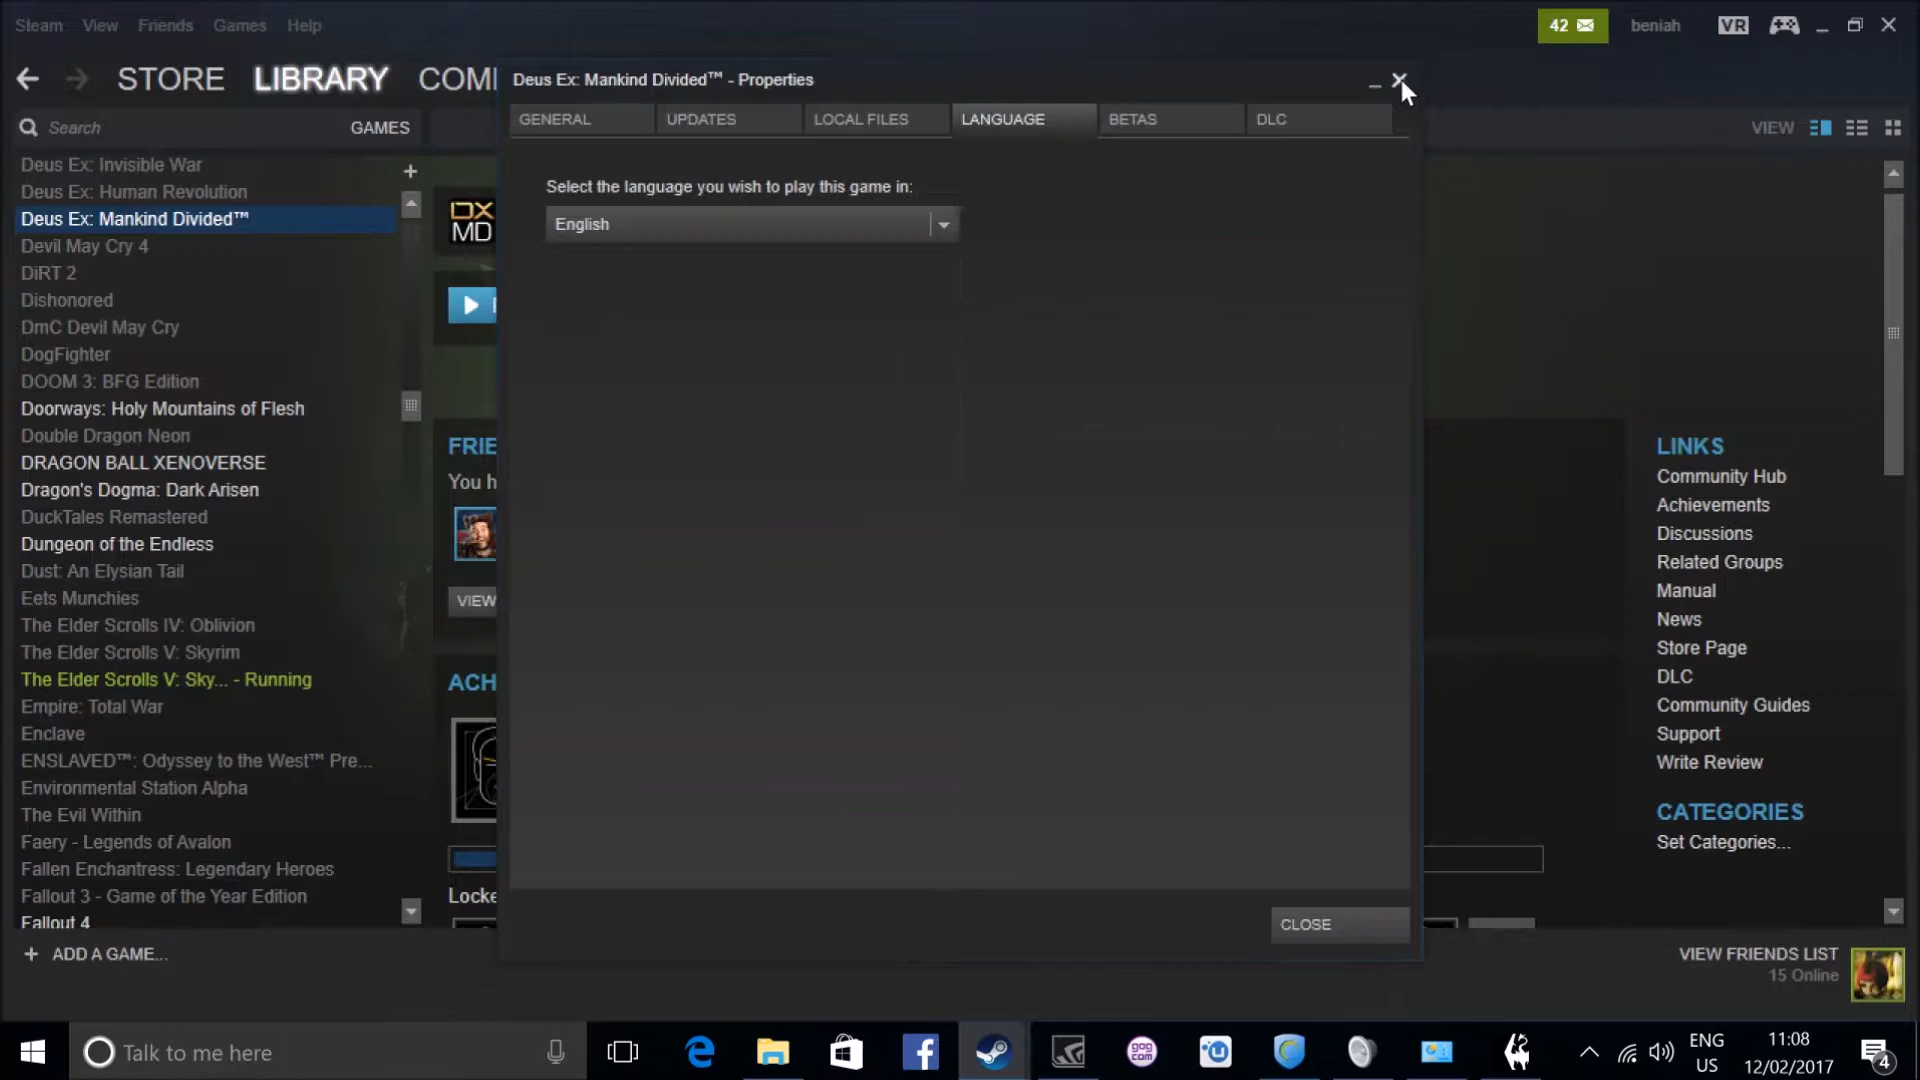 Steam View Friends Games Help
42
beniah
VR
STORE LIBRARY COM
Deus Ex: Mankind Divided™ - Properties
Search
GAMES
GENERAL UPDATES LOCAL FILES LANGUAGE BETAS DLC
VIEW
Deus Ex: Invisible War
Deus Ex: Human Revolution
Deus Ex: Mankind Divided™
Devil May Cry 4
DiRT 2
Dishonored
DmC Devil May Cry
DogFighter
DOOM 3: BFG Edition
Doorways: Holy Mountains of Flesh
Double Dragon Neon
DRAGON BALL XENOVERSE
Dragon's Dogma: Dark Arisen
DuckTales Remastered
Dungeon of the Endless
Dust: An Elysian Tail
Eets Munchies
The Elder Scrolls IV: Oblivion
The Elder Scrolls V: Skyrim
The Elder Scrolls V: Sky... - Running
Empire: Total War
Enclave
ENSLAVED™: Odyssey to the West™ Pre...
Environmental Station Alpha
The Evil Within
Faery - Legends of Avalon
Fallen Enchantress: Legendary Heroes
Fallout 3 - Game of the Year Edition
Fallout 4
+ ADD A GAME...
DX
MD
FRIE
You h
VIEW
ACH
Locke
Select the language you wish to play this game in:
English
CLOSE
LINKS
Community Hub
Achievements
Discussions
Related Groups
Manual
News
Store Page
DLC
Community Guides
Support
Write Review
CATEGORIES
Set Categories...
VIEW FRIENDS LIST
15 Online
Talk to me here
gog
com
ENG
US
11:08
12/02/2017
4